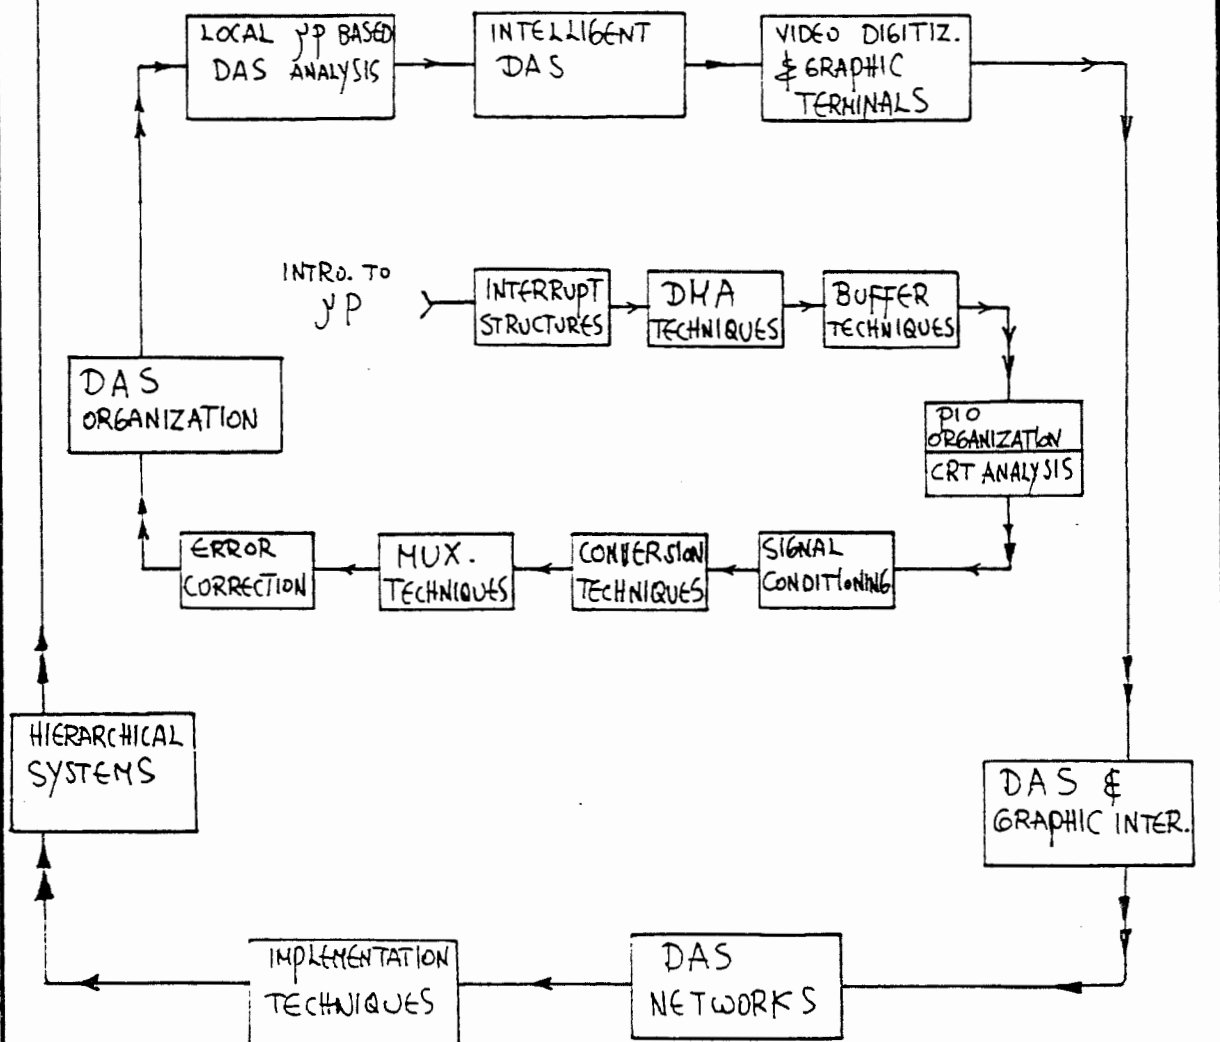 LOCAL μP BASED
DAS ANALYSIS
INTELLIGENT
DAS
VIDEO DIGITIZ.
& GRAPHIC
TERMINALS
INTRO. TO
μP
INTERRUPT
STRUCTURES
DMA
TECHNIQUES
BUFFER
TECHNIQUES
DAS
ORGANIZATION
PIO
ORGANIZATION
CRT ANALYSIS
ERROR
CORRECTION
MUX.
TECHNIQUES
CONVERSION
TECHNIQUES
SIGNAL
CONDITIONING
HIERARCHICAL
SYSTEMS
DAS &
GRAPHIC INTER.
IMPLEMENTATION
TECHNIQUES
DAS
NETWORKS